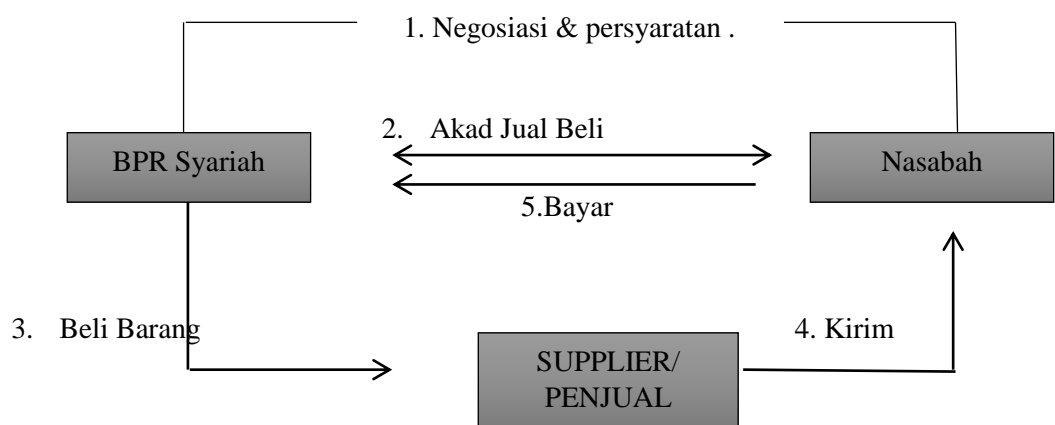 1. Negosiasi & persyaratan .
2. Akad Jual Beli
BPR Syariah
Nasabah
5.Bayar
3. Beli Barang
4. Kirim
SUPPLIER/
PENJUAL